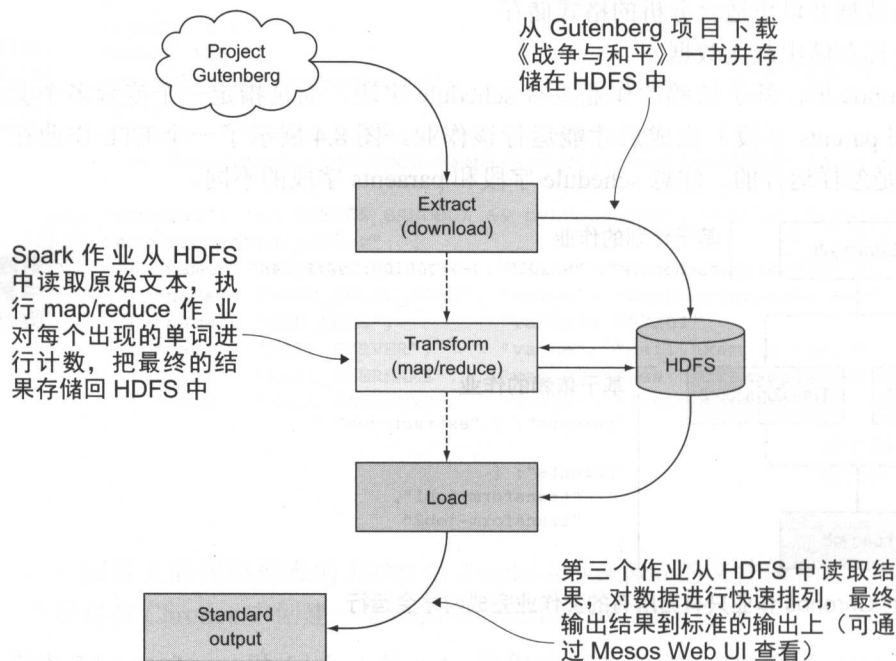 Project
Gutenberg
从 Gutenberg 项目下载
《战争与和平》一书并存
储在 HDFS 中
Extract
(download)
Spark 作业从 HDFS
中读取原始文本，执
行 map/reduce 作业
对每个出现的单词进
行计数，把最终的结
果存储回 HDFS 中
Transform
(map/reduce)
HDFS
Load
第三个作业从 HDFS 中读取结
果，对数据进行快速排列，最终
输出结果到标准的输出上（可通
过 Mesos Web UI 查看）
Standard
output